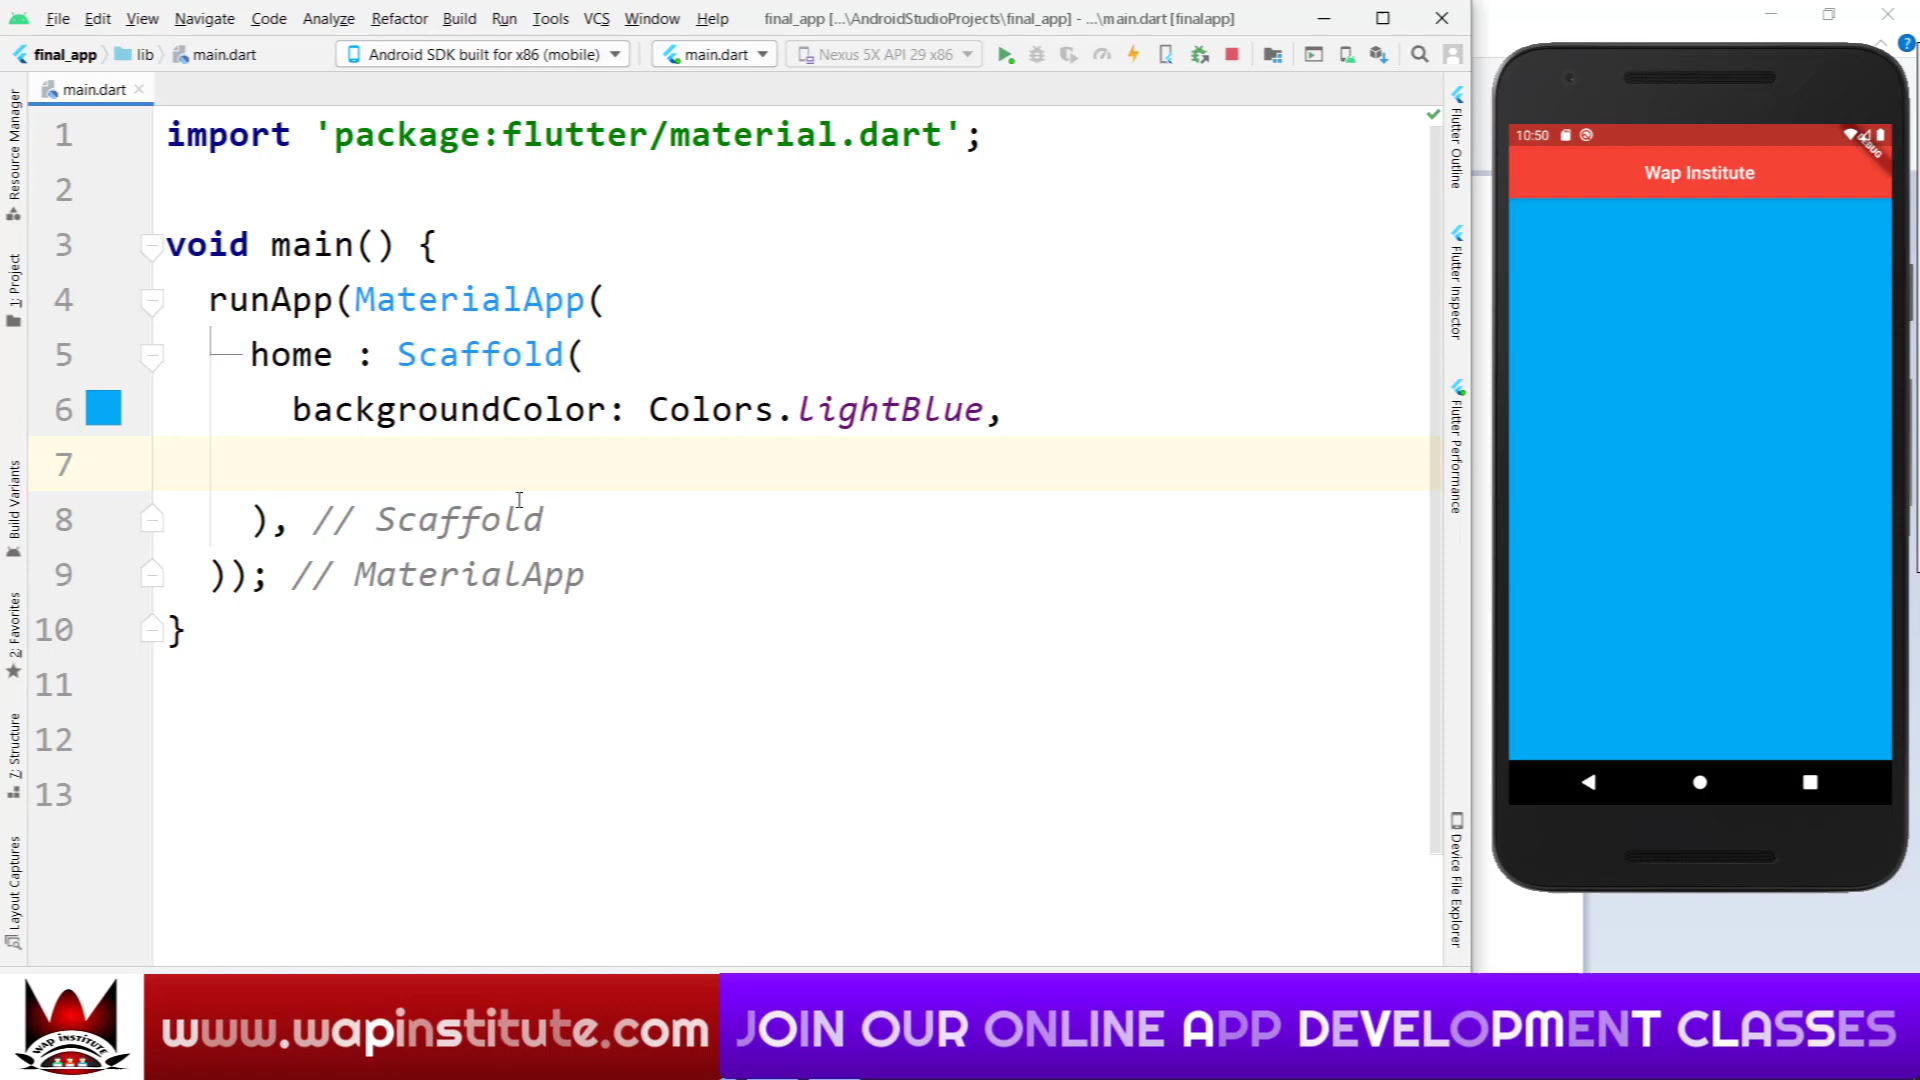 File Edit View Navigate Code Analyze Refactor Build Run Tools VCS Window Help final_app [...\AndroidStudioProjects\final_app] - ...\main.dart [finalapp]
final_app lib main.dart Android SDK built for x86 (mobile) main.dart Nexus 5X API 29 x86
main.dart
1 import 'package:flutter/material.dart';
2
3 void main() {
4 runApp(MaterialApp(
5 home : Scaffold(
6 backgroundColor: Colors.lightBlue,
7
8 ), // Scaffold
9 )); // MaterialApp
10 }
11
12
13
Resource Manager
1: Project
Build Variants
2: Favorites
7: Structure
Layout Captures
Flutter Outline
Flutter Inspector
Flutter Performance
Device File Explorer
10:50
DEBUG
Wap Institute
WAP INSTITUTE
www.wapinstitute.com
JOIN OUR ONLINE APP DEVELOPMENT CLASSES